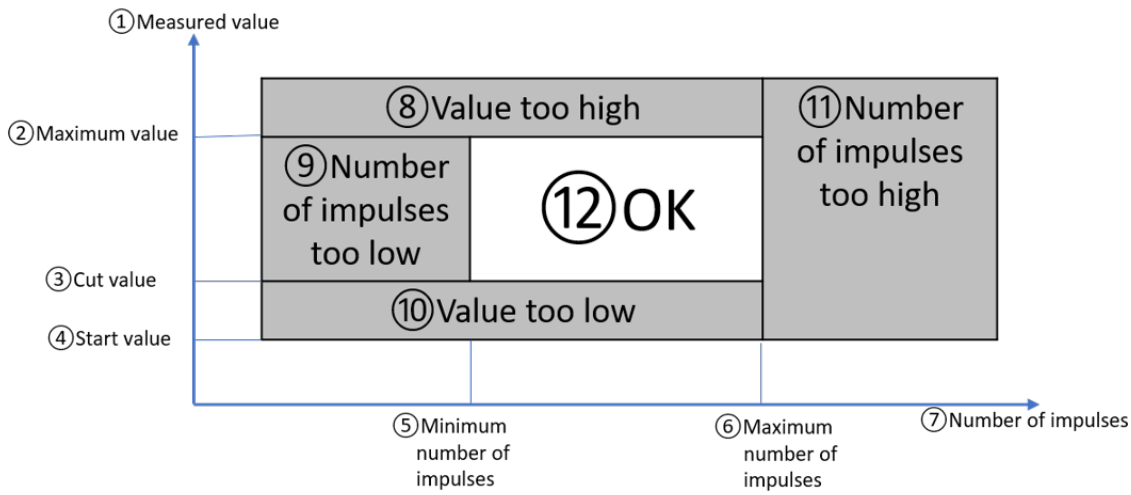 ①Measured value
②Maximum value
③Cut value
④Start value
⑧Value too high
⑨Number
of impulses
too low
⑫OK
⑩Value too low
⑪Number
of impulses
too high
⑤Minimum
number of
impulses
⑥Maximum
number of
impulses
⑦Number of impulses